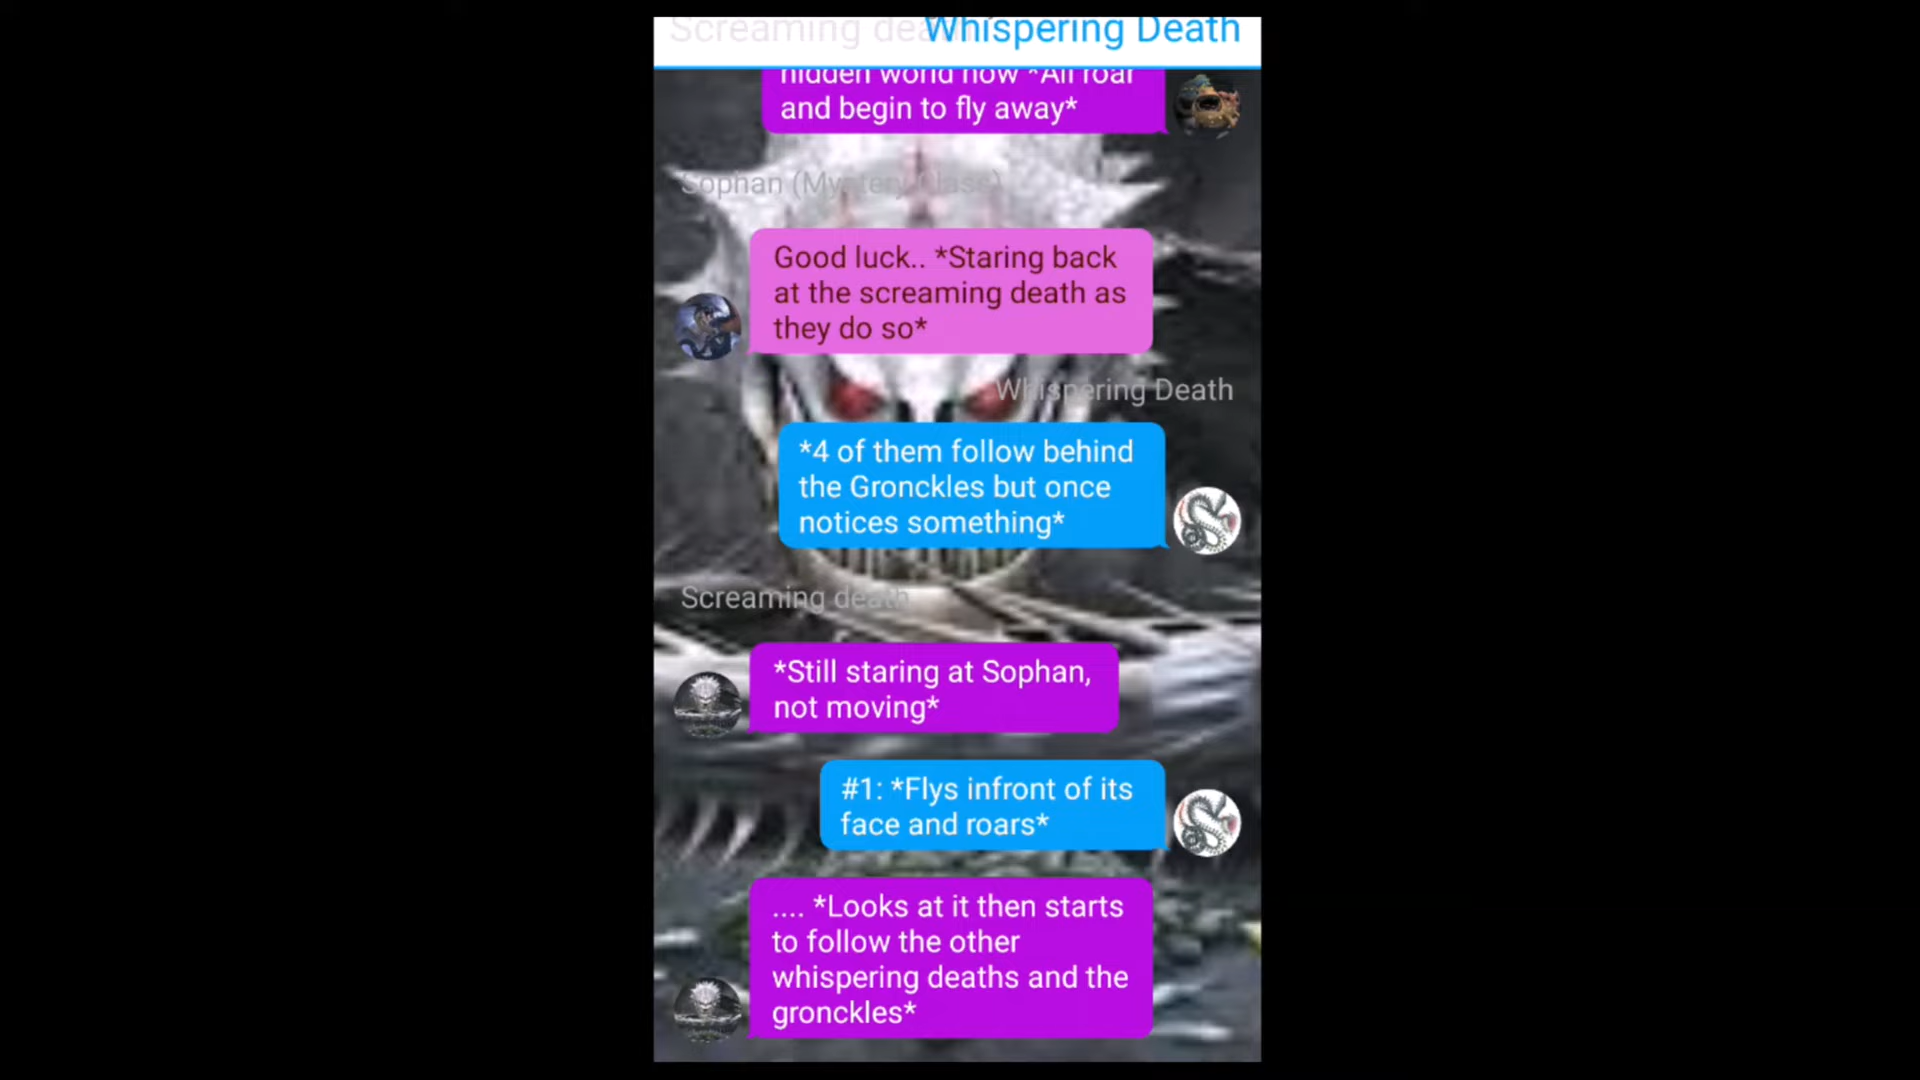 Screaming death Whispering Death
hidden world now *All roar
and begin to fly away*
Sophan (Mystery Class)
Good luck.. *Staring back
at the screaming death as
they do so*
Whispering Death
*4 of them follow behind
the Gronckles but once
notices something*
Screaming death
*Still staring at Sophan,
not moving*
#1: *Flys infront of its
face and roars*
.... *Looks at it then starts
to follow the other
whispering deaths and the
gronckles*